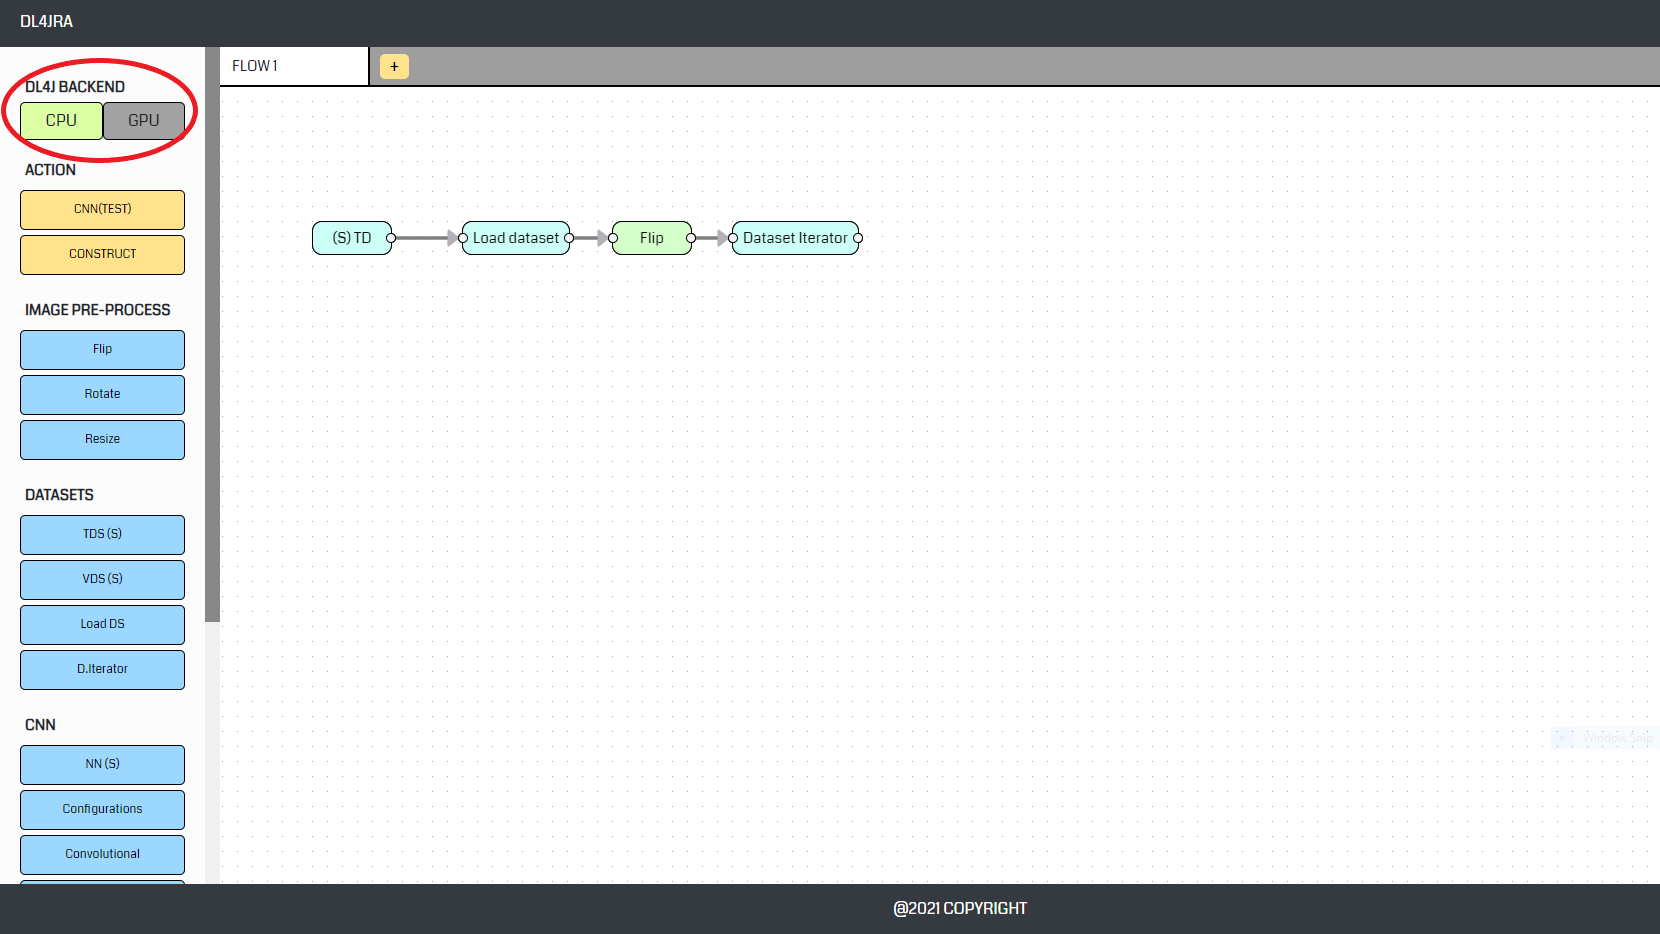 DL4JRA
DL4J BACKEND
CPU GPU
ACTION
CNN(TEST)
CONSTRUCT
IMAGE PRE-PROCESS
Flip
Rotate
Resize
DATASETS
TDS (S)
VDS (S)
Load DS
D.Iterator
CNN
NN (S)
Configurations
Convolutional
FLOW 1 +
(S) TD Load dataset Flip Dataset Iterator
Window Snip
@2021 COPYRIGHT